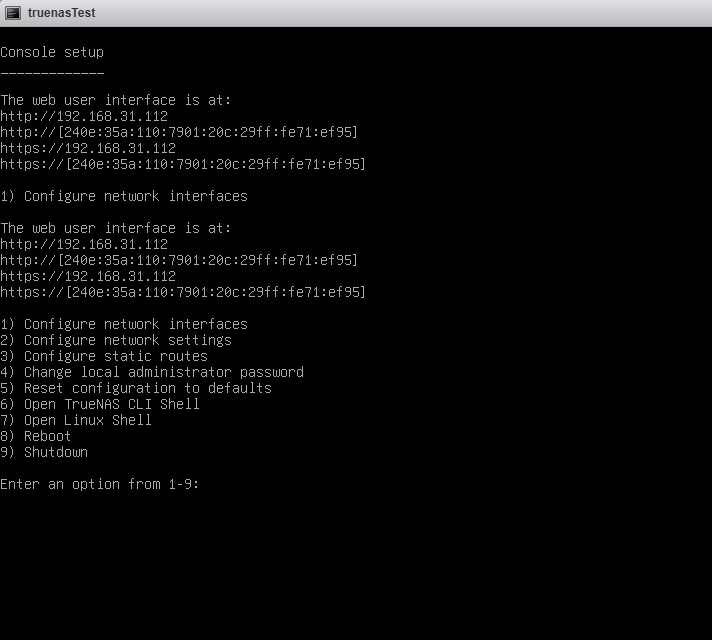 truenasTest
Console setup
-------------
The web user interface is at:
http://192.168.31.112
http://[240e:35a:110:7901:20c:29ff:fe71:ef95]
https://192.168.31.112
https://[240e:35a:110:7901:20c:29ff:fe71:ef95]
1) Configure network interfaces
The web user interface is at:
http://192.168.31.112
http://[240e:35a:110:7901:20c:29ff:fe71:ef95]
https://192.168.31.112
https://[240e:35a:110:7901:20c:29ff:fe71:ef95]
1) Configure network interfaces
2) Configure network settings
3) Configure static routes
4) Change local administrator password
5) Reset configuration to defaults
6) Open TrueNAS CLI Shell
7) Open Linux Shell
8) Reboot
9) Shutdown
Enter an option from 1-9: